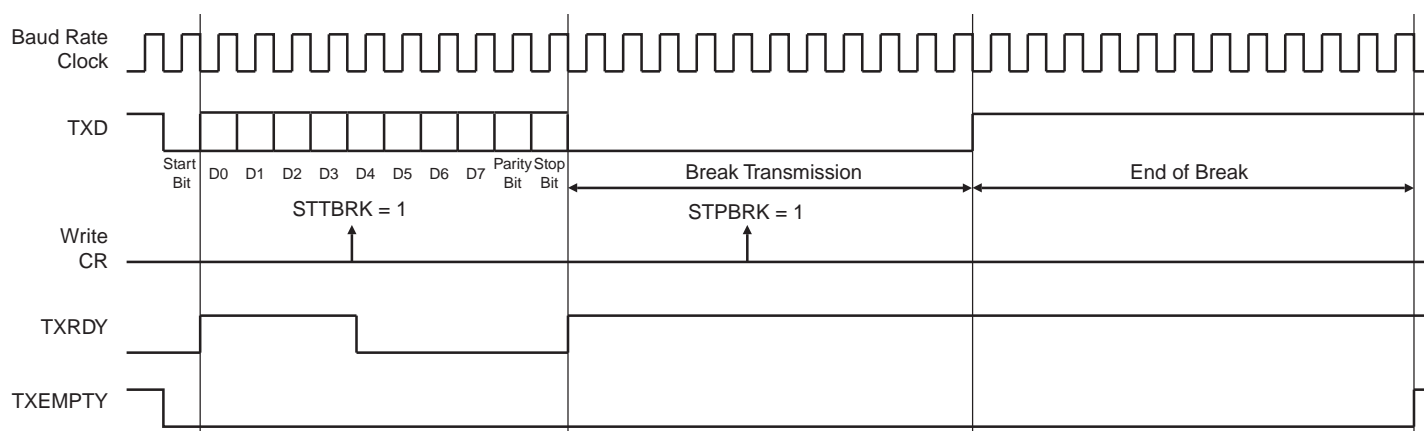 Baud Rate
Clock
TXD
Start
Bit
D0 D1 D2 D3 D4 D5 D6 D7
Parity
Bit
Stop
Bit
Break Transmission
End of Break
STTBRK = 1
STPBRK = 1
Write
CR
TXRDY
TXEMPTY